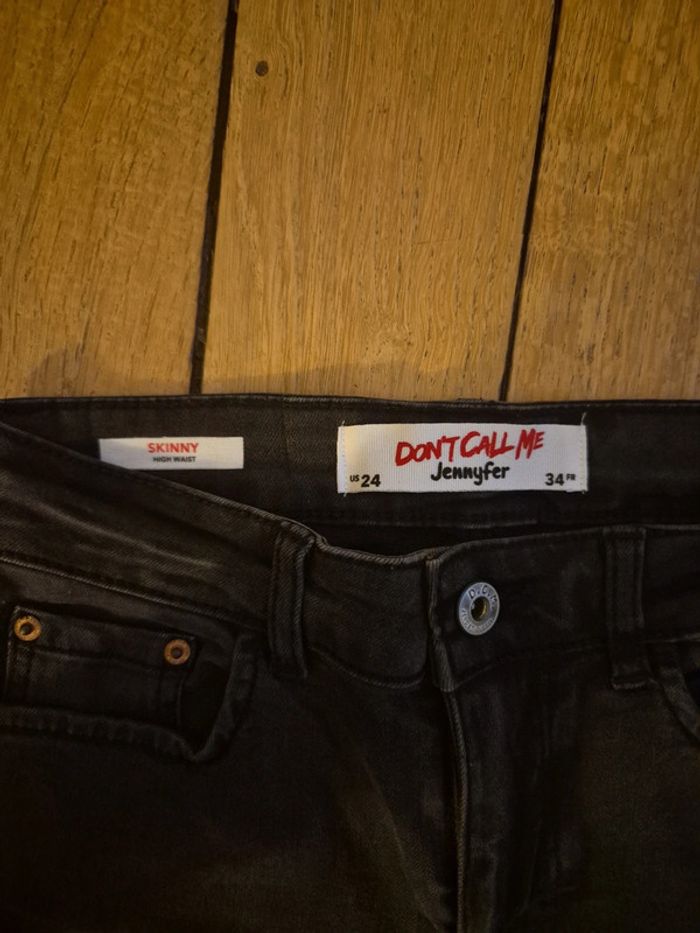 SKINNY
HIGH WAIST
DON'T CALL ME
Jennyfer
US 24
34 FR
D.C.M